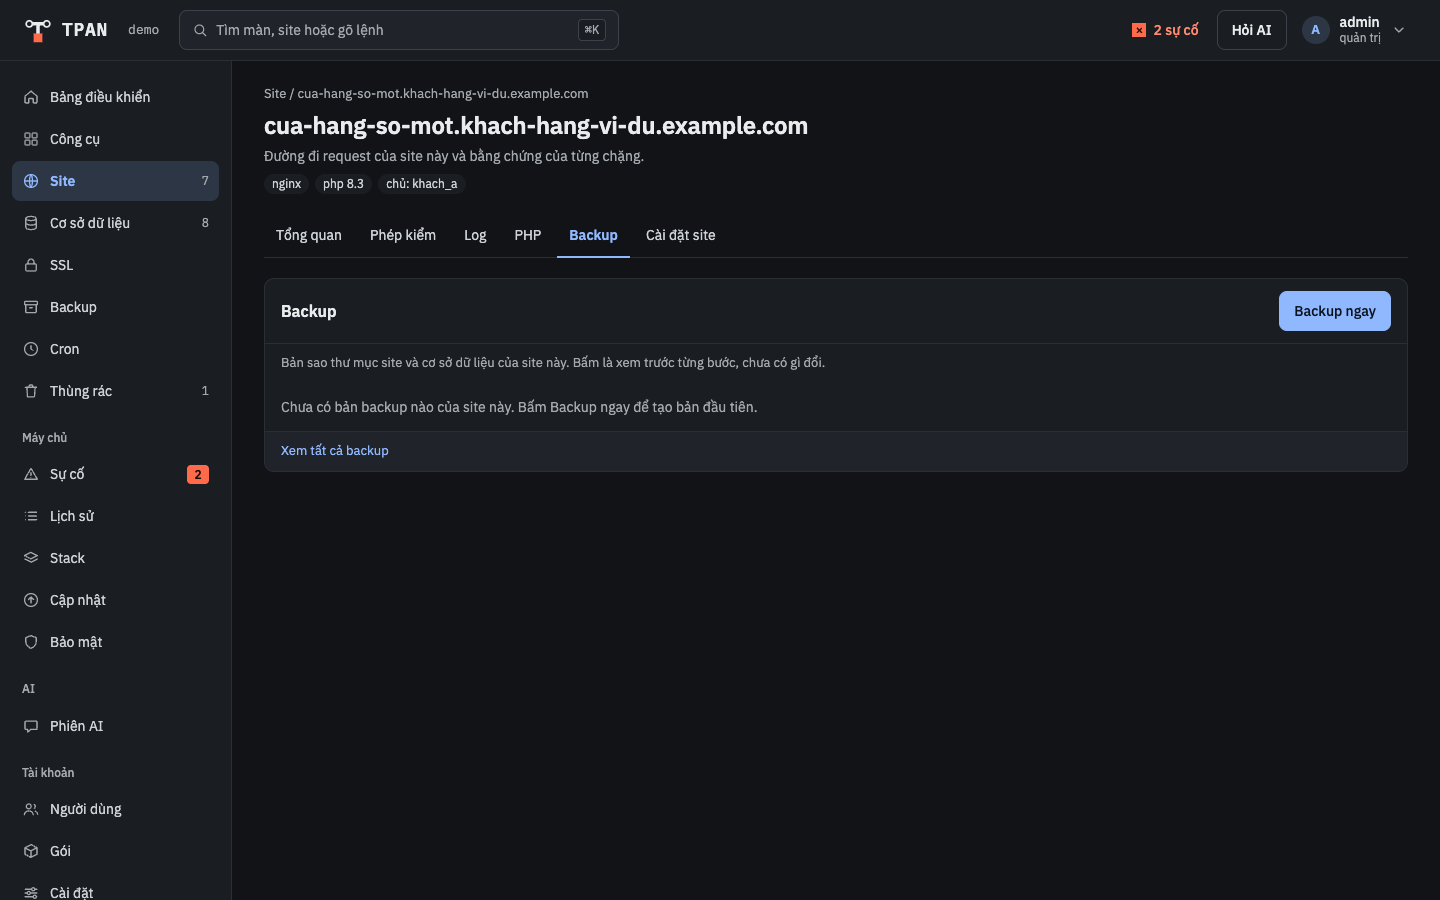 TPAN demo
Tìm màn, site hoặc gõ lệnh ⌘K
2 sự cố
Hỏi AI
A
admin
quản trị
Bảng điều khiển
Công cụ
Site 7
Cơ sở dữ liệu 8
SSL
Backup
Cron
Thùng rác 1
Máy chủ
Sự cố 2
Lịch sử
Stack
Cập nhật
Bảo mật
AI
Phiên AI
Tài khoản
Người dùng
Gói
Cài đặt
Site / cua-hang-so-mot.khach-hang-vi-du.example.com
cua-hang-so-mot.khach-hang-vi-du.example.com
Đường đi request của site này và bằng chứng của từng chặng.
nginx php 8.3 chủ: khach_a
Tổng quan Phép kiểm Log PHP Backup Cài đặt site
Backup
Backup ngay
Bản sao thư mục site và cơ sở dữ liệu của site này. Bấm là xem trước từng bước, chưa có gì đổi.
Chưa có bản backup nào của site này. Bấm Backup ngay để tạo bản đầu tiên.
Xem tất cả backup